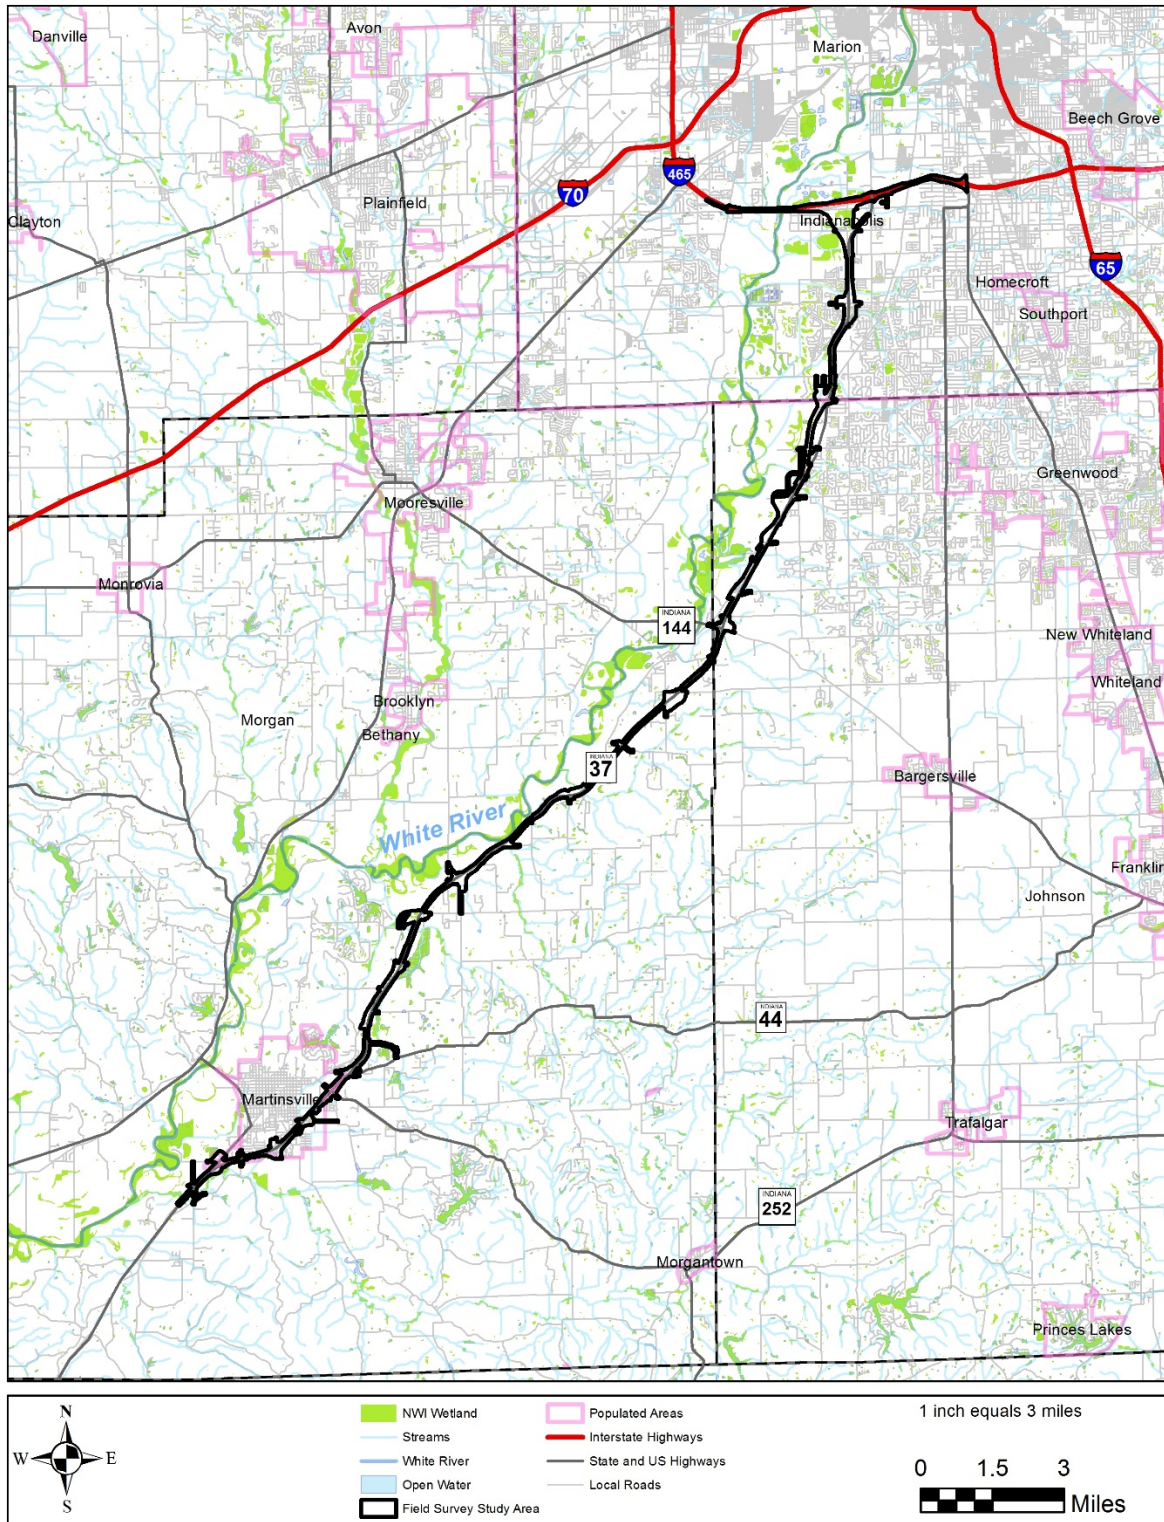 Danville
Avon
Marion
Beech Grove
465
70
Plainfield
Clayton
Indianapolis
65
Homecroft
Southport
Greenwood
Mooresville
Monrovia
INDIANA
144
New Whiteland
Whiteland
Brooklyn
Morgan
Bethany
INDIANA
37
Bargersville
White River
Franklin
Johnson
INDIANA
44
Martinsville
Trafalgar
INDIANA
252
Morgantown
Princes Lakes
N
W
E
S
NWI Wetland
Streams
White River
Open Water
Field Survey Study Area
Populated Areas
Interstate Highways
State and US Highways
Local Roads
1 inch equals 3 miles
0 1.5 3
Miles